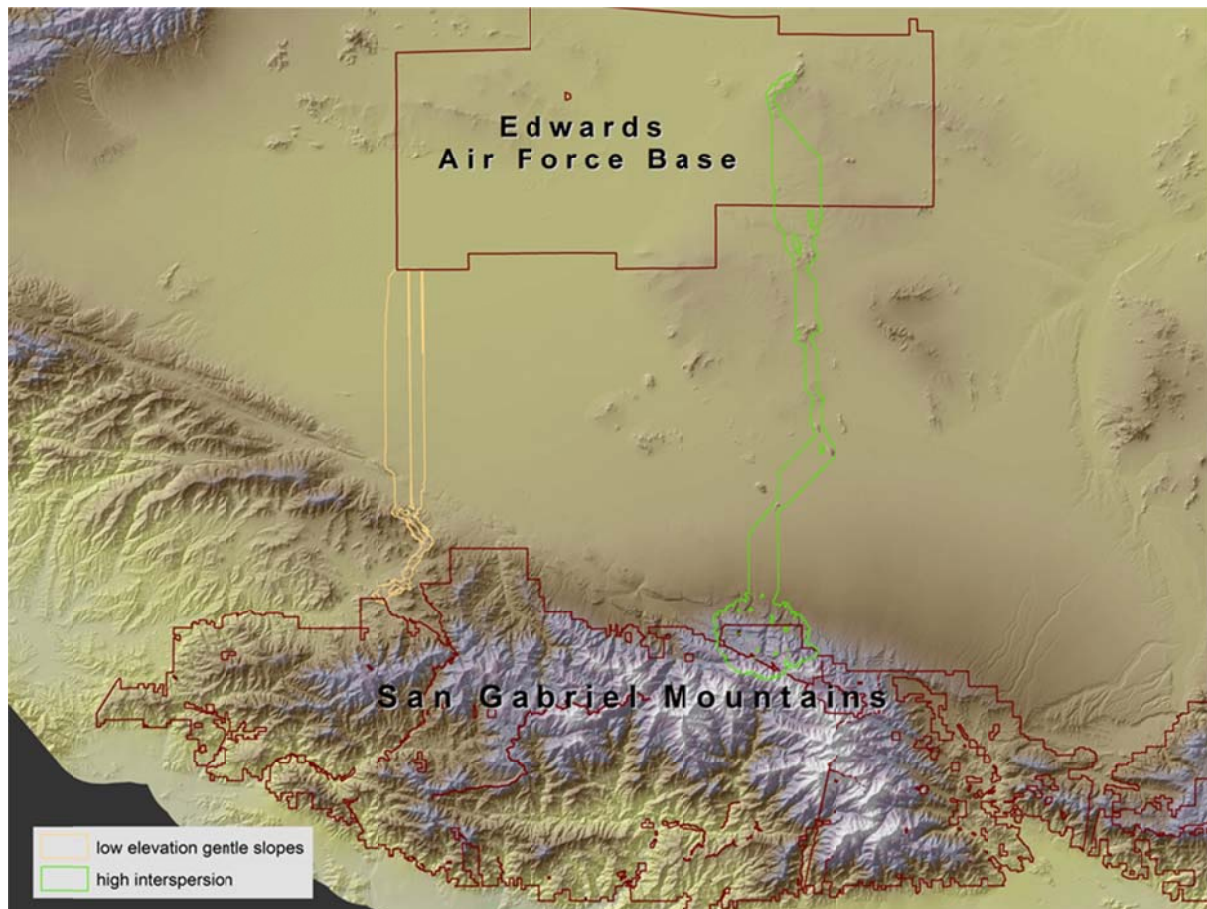 Edwards
Air Force Base
San Gabriel Mountains
low elevation gentle slopes
high interspersion